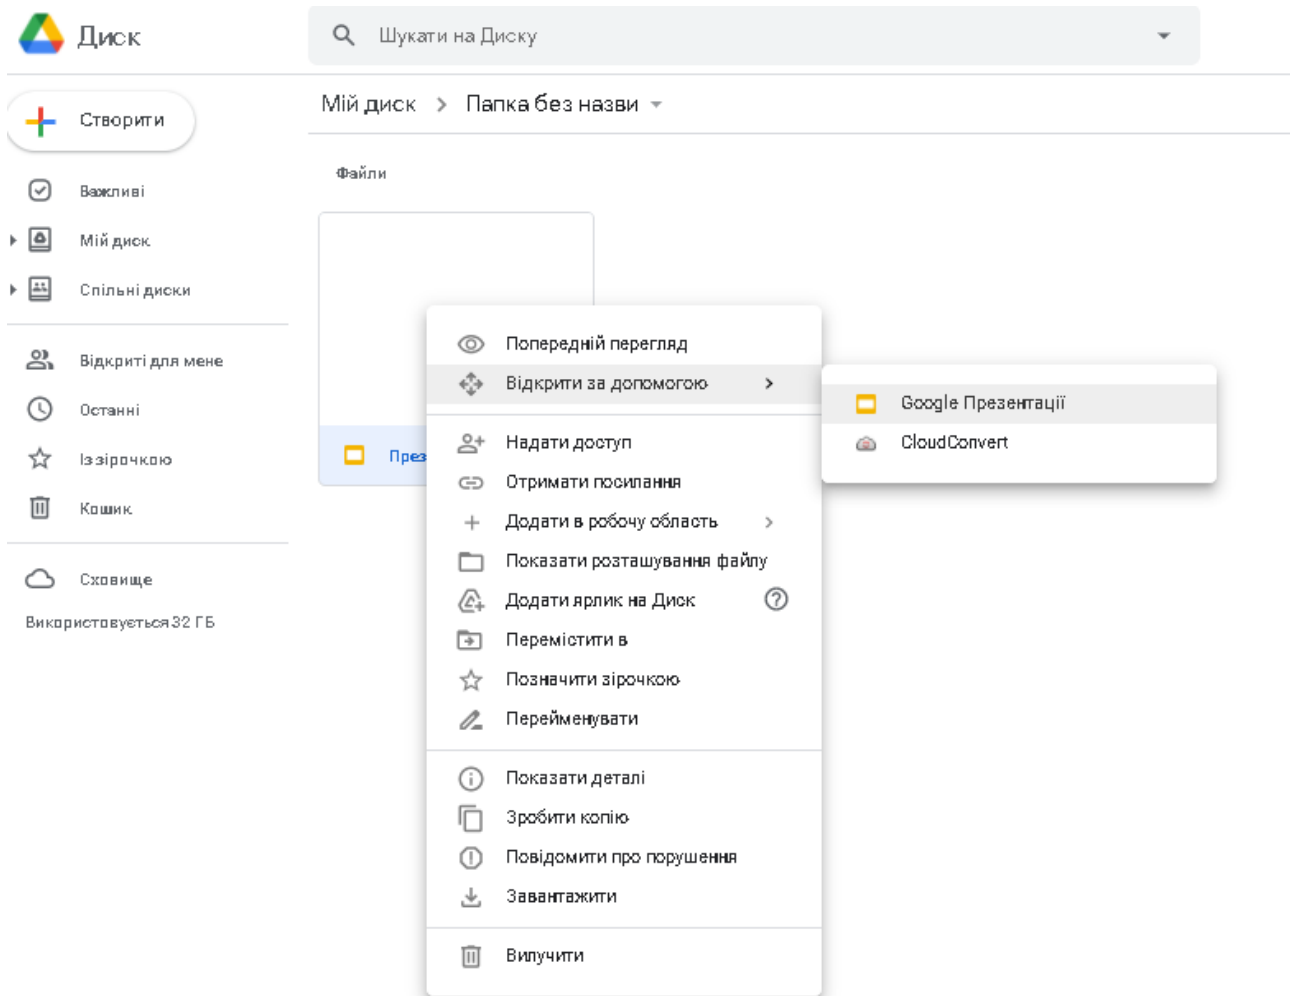 Диск
Шукати на Диску
Створити
Мій диск > Папка без назви
Важливі
Мій диск
Спільні диски
Відкриті для мене
Останні
Із зірочкою
Кошик
Сховище
Використовується 32 ГБ
Файли
През
Попередній перегляд
Відкрити за допомогою
Надати доступ
Отримати посилання
Додати в робочу область
Показати розташування файлу
Додати ярлик на Диск
Перемістити в
Позначити зірочкою
Перейменувати
Показати деталі
Зробити копію
Повідомити про порушення
Завантажити
Вилучити
Google Презентації
CloudConvert